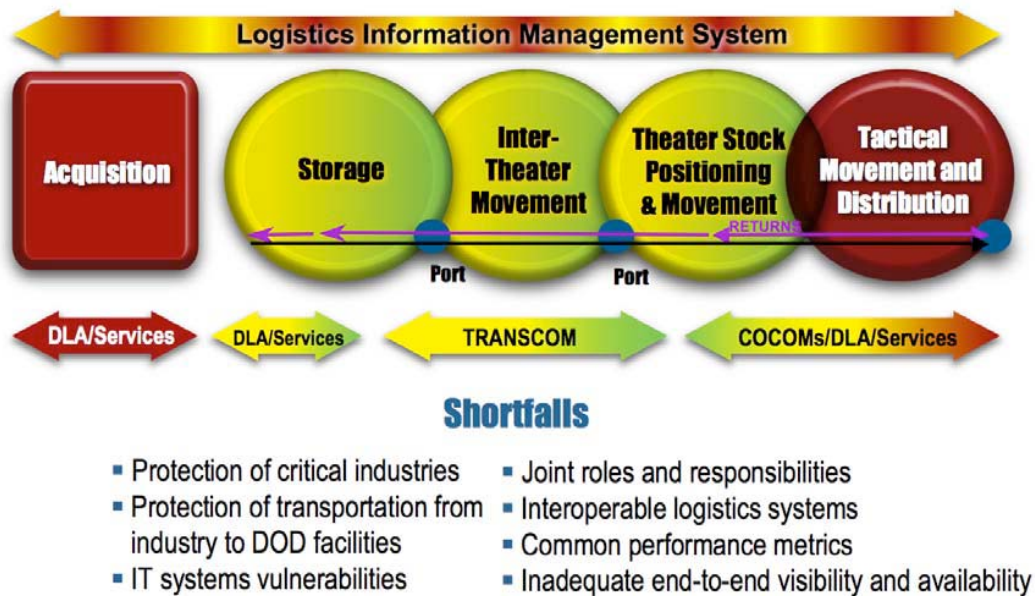 Logistics Information Management System
Acquisition
Storage
Inter-
Theater
Movement
Theater Stock
Positioning
& Movement
Tactical
Movement and
Distribution
RETURNS
Port
Port
DLA/Services
DLA/Services
TRANSCOM
COCOMs/DLA/Services
Shortfalls
▪ Protection of critical industries
▪ Protection of transportation from
industry to DOD facilities
▪ IT systems vulnerabilities
▪ Joint roles and responsibilities
▪ Interoperable logistics systems
▪ Common performance metrics
▪ Inadequate end-to-end visibility and availability